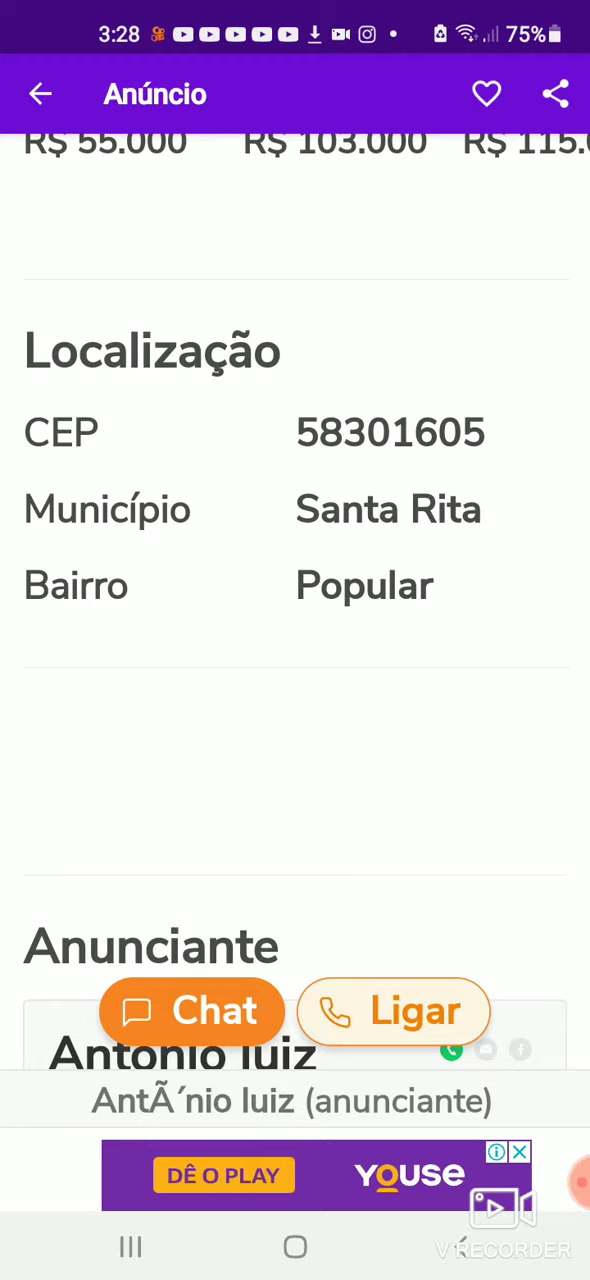 3:28 75%
Anúncio
R$ 55.000 R$ 103.000 R$ 115.
Localização
CEP 58301605
Município Santa Rita
Bairro Popular
Anunciante
Chat Ligar
Antonio luiz
AntÃ´nio luiz (anunciante)
DÊ O PLAY YOUSE
V RECORDER